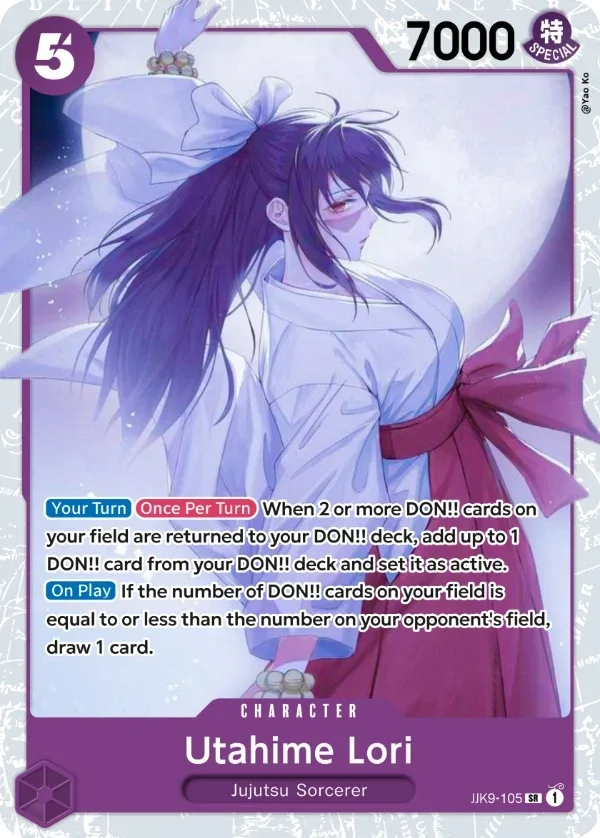 5
7000
特
SPECIAL
@Yao Ko
Your Turn Once Per Turn When 2 or more DON!! cards on
your field are returned to your DON!! deck, add up to 1
DON!! card from your DON!! deck and set it as active.
On Play If the number of DON!! cards on your field is
equal to or less than the number on your opponent's field,
draw 1 card.
CHARACTER
Utahime Lori
Jujutsu Sorcerer
JJK9-105 SR 1